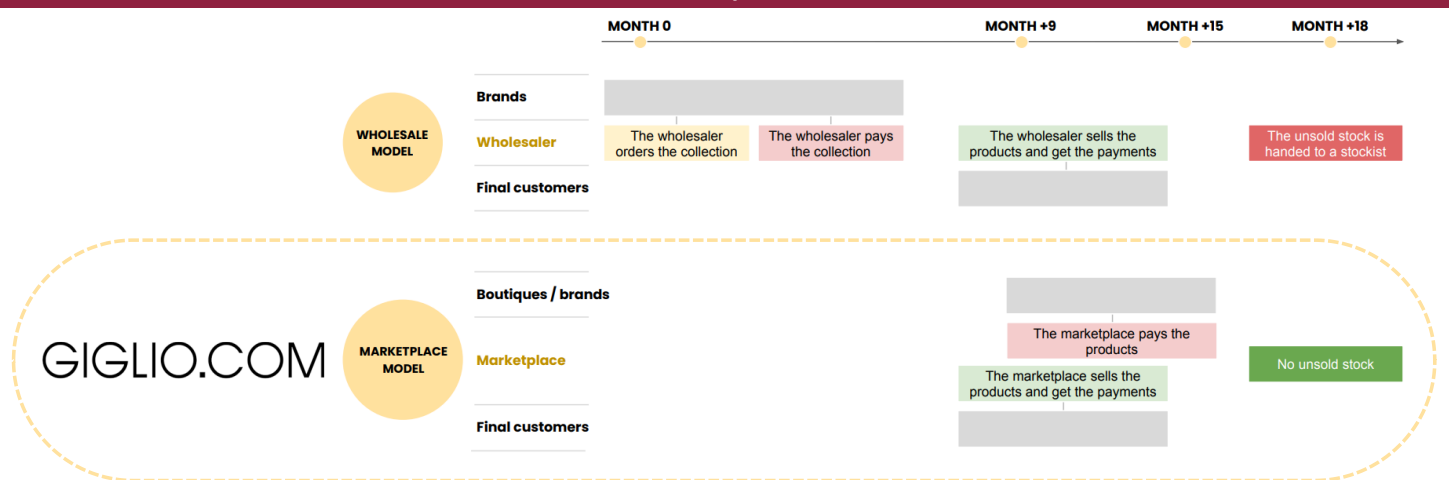 MONTH 0
MONTH +9
MONTH +15
MONTH +18
WHOLESALE
MODEL
Brands
Wholesaler
The wholesaler
orders the collection
The wholesaler pays
the collection
The wholesaler sells the
products and get the payments
The unsold stock is
handed to a stockist
Final customers
GIGLIO.COM
MARKETPLACE
MODEL
Boutiques / brands
The marketplace pays the
products
Marketplace
The marketplace sells the
products and get the payments
No unsold stock
Final customers